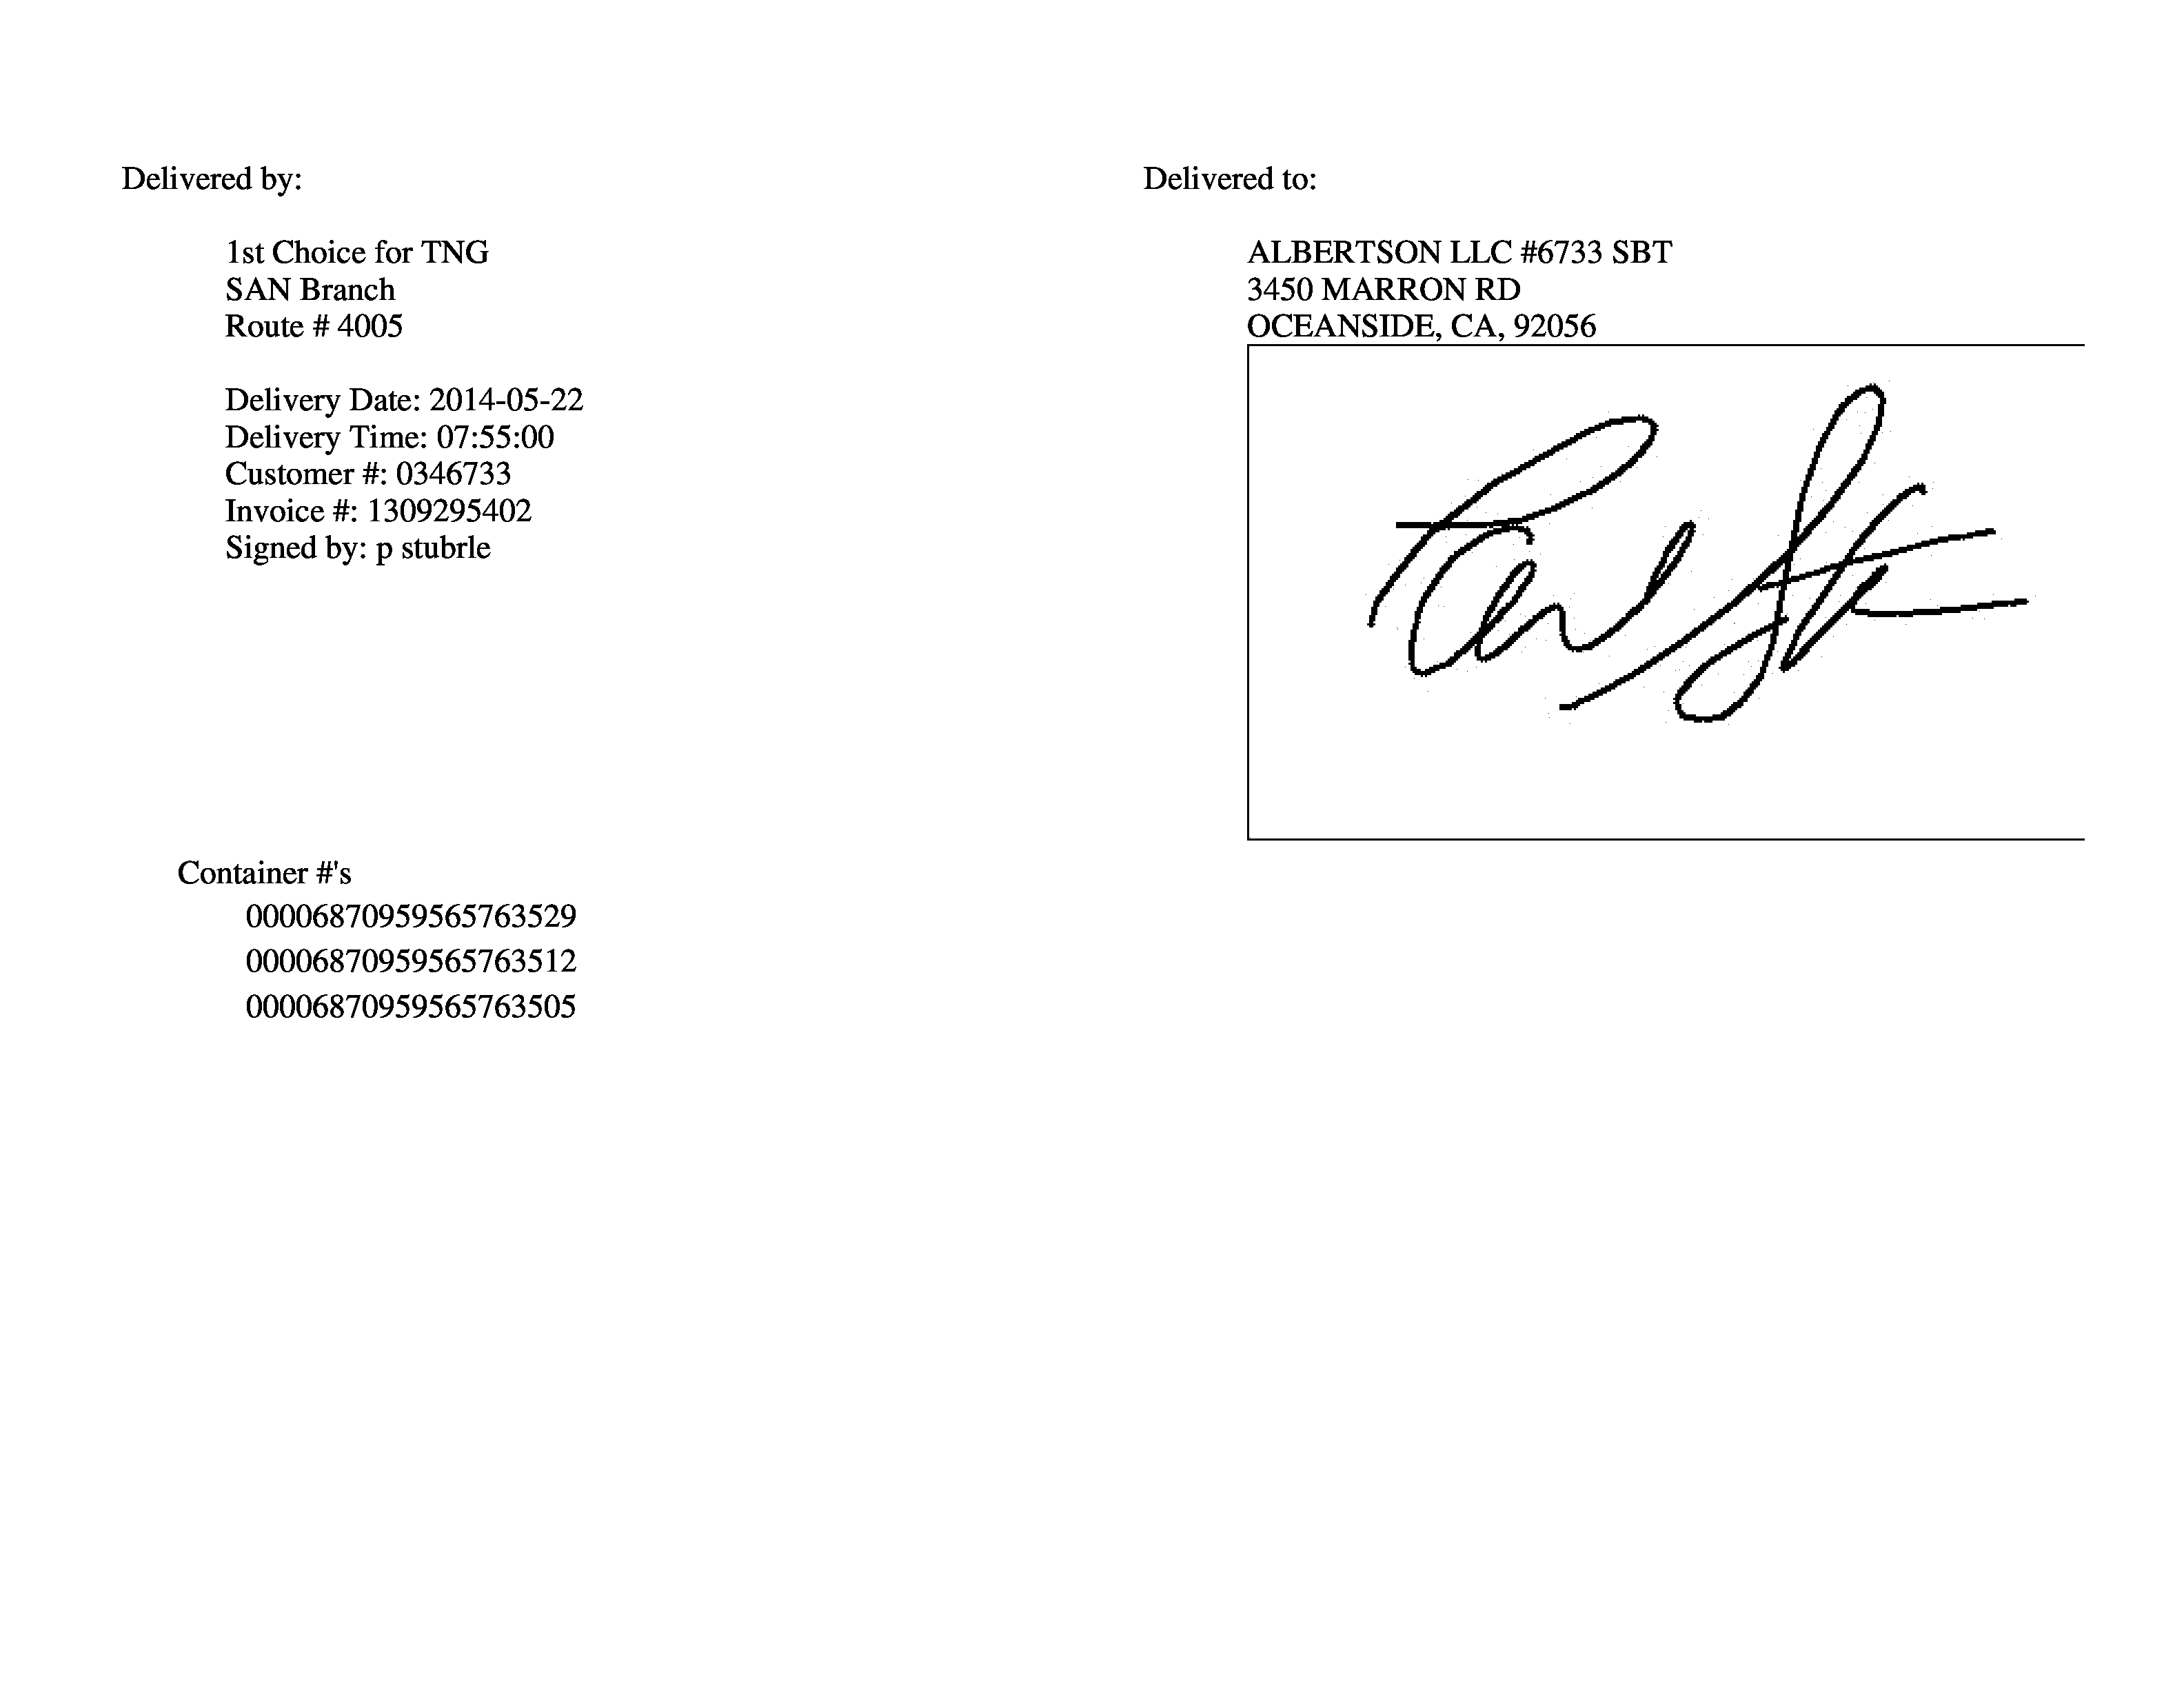 Delivered by:
1st Choice for TNG
SAN Branch
Route # 4005
Delivery Date: 2014-05-22
Delivery Time: 07:55:00
Customer #: 0346733
Invoice #: 1309295402
Signed by: p stubrle
Delivered to:
ALBERTSON LLC #6733 SBT
3450 MARRON RD
OCEANSIDE, CA, 92056
Container #'s
00006870959565763529
00006870959565763512
00006870959565763505